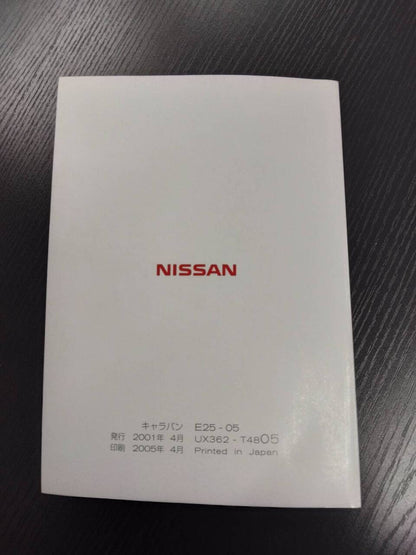 NISSAN
キャラバン E25 - 05
発行 2001年 4月 UX362 - T4805
印刷 2005年 4月 Printed in Japan